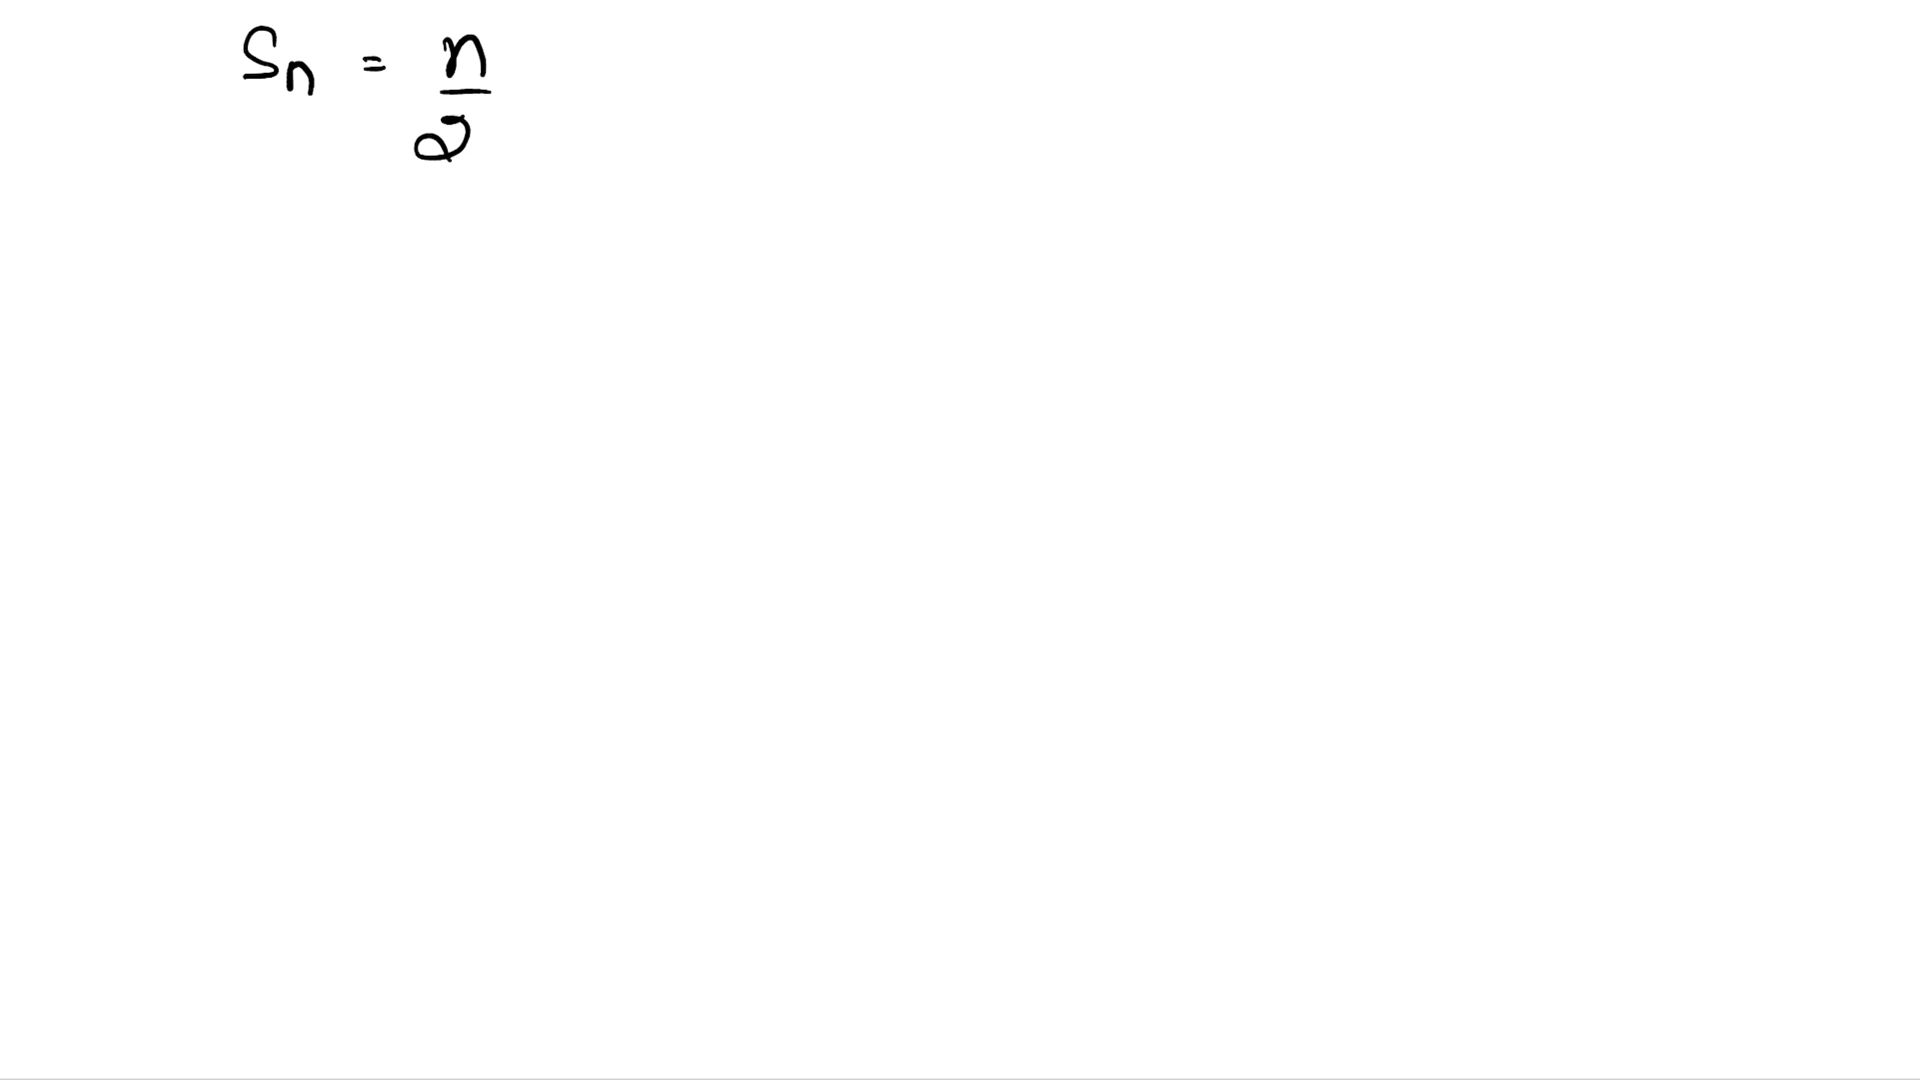 Sn = n/2